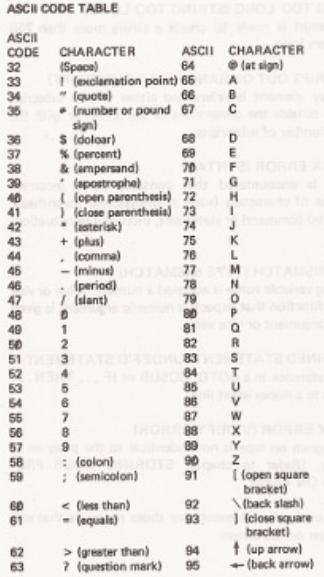 ASCII CODE TABLE
ASCII
CODE CHARACTER ASCII CHARACTER
32 (Space) 64 @ (at sign)
33 ! (exclamation point) 65 A
34 " (quote) 66 B
35 # (number or pound 67 C
sign)
36 $ (doloar) 68 D
37 % (percent) 69 E
38 & (ampersand) 70 F
39 ' (apostrophe) 71 G
40 ( (open parenthesis) 72 H
41 ) (close parenthesis) 73 I
42 * (asterisk) 74 J
43 + (plus) 75 K
44 , (comma) 76 L
45 — (minus) 77 M
46 . (period) 78 N
47 / (slant) 79 O
48 0 80 P
49 1 81 Q
50 2 82 R
51 3 83 S
52 4 84 T
53 5 85 U
54 6 86 V
55 7 87 W
56 8 88 X
57 9 89 Y
58 : (colon) 90 Z
59 ; (semicolon) 91 [ (open square
bracket)
60 < (less than) 92 \ (back slash)
61 = (equals) 93 ] (close square
bracket)
62 > (greater than) 94 ↑ (up arrow)
63 ? (question mark) 95 ← (back arrow)